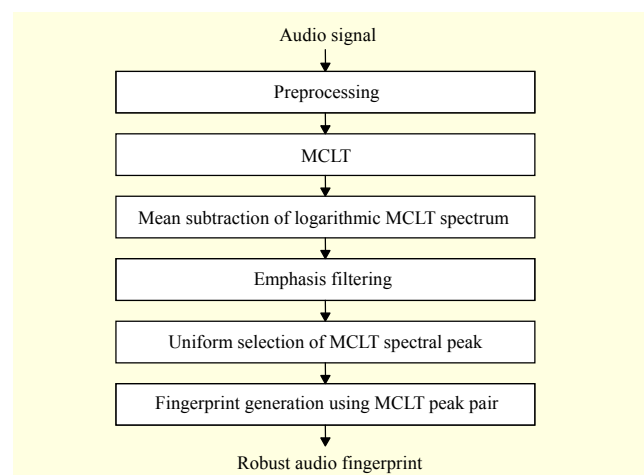 Audio signal
Preprocessing
MCLT
Mean subtraction of logarithmic MCLT spectrum
Emphasis filtering
Uniform selection of MCLT spectral peak
Fingerprint generation using MCLT peak pair
Robust audio fingerprint